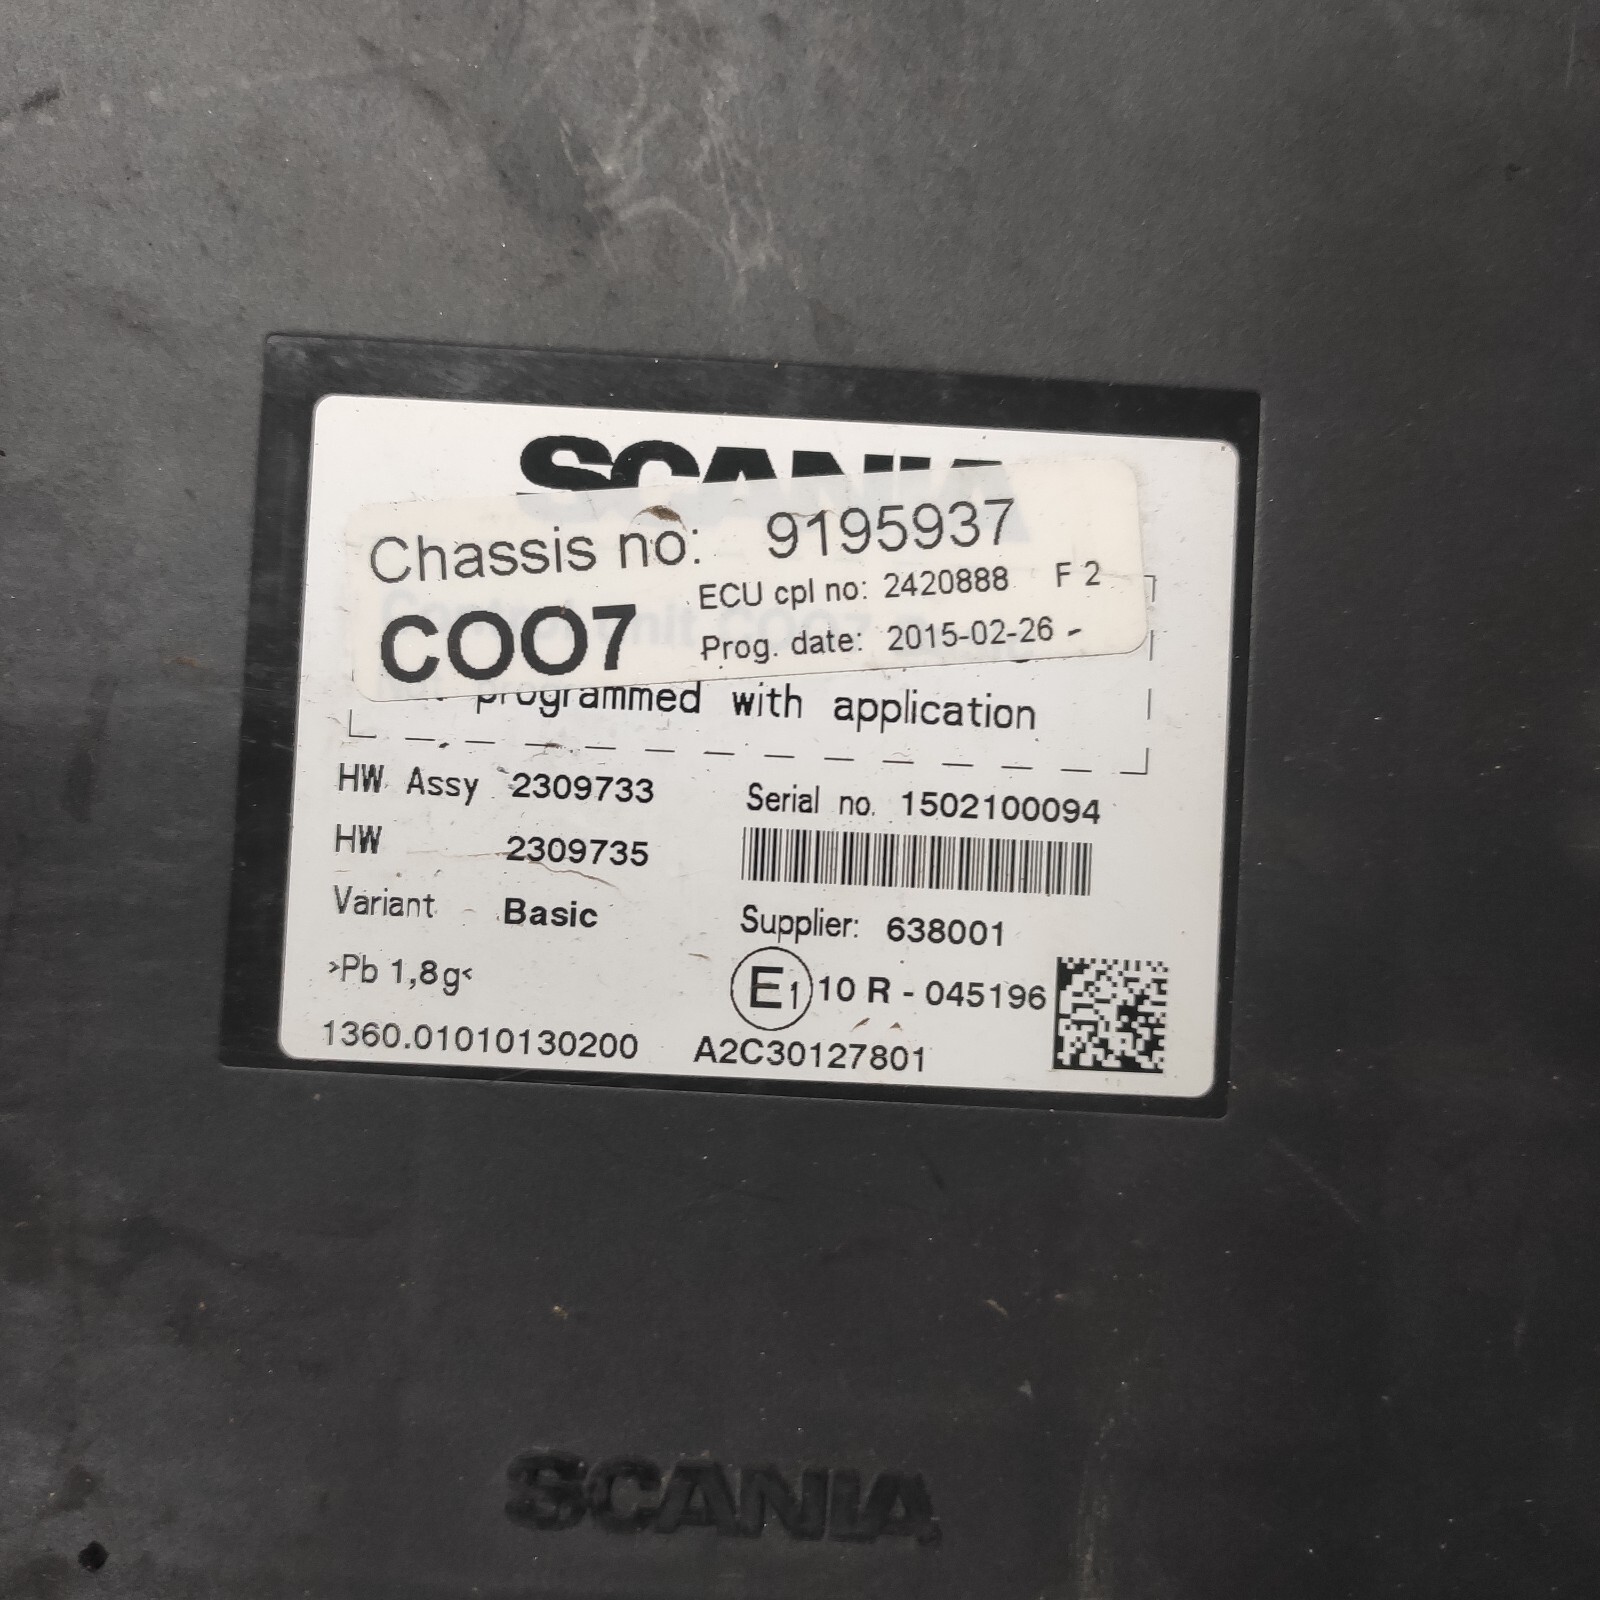 SCANIA
Chassis no: 9195937
ECU cpl no: 2420888 F 2
COO7
Prog. date: 2015-02-26 -
programmed with application
HW Assy 2309733
Serial no. 1502100094
HW 2309735
Variant Basic
Supplier: 638001
>Pb 1,8g<
E1 10 R - 045196
1360.01010130200
A2C30127801
SCANIA